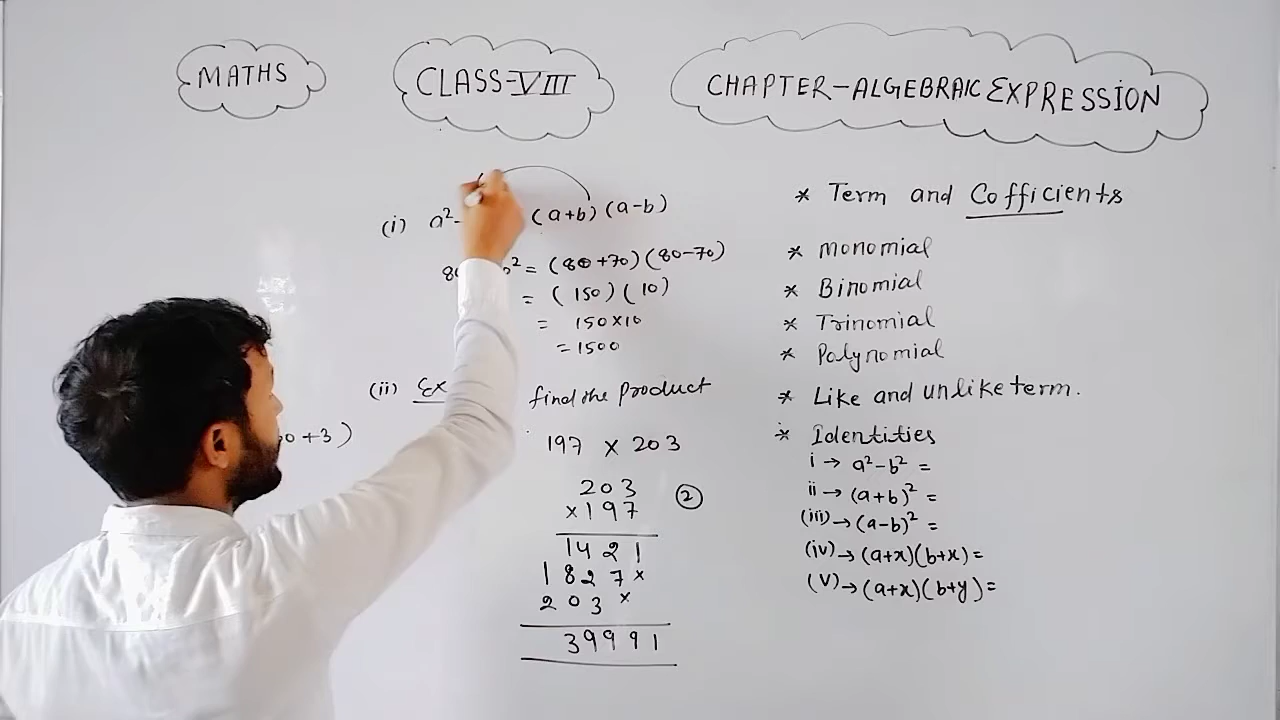 MATHS
CLASS-VIII
CHAPTER-ALGEBRAIC EXPRESSION
(i) a²- (a+b) (a-b)
80 ² = (80+70) (80-70)
= (150) (10)
= 150×10
= 1500
(ii) Ex find the product
+3)
197 × 203
203
×197
1421
1827×
203×
39991
②
* Term and Cofficients
* Monomial
* Binomial
* Trinomial
* Polynomial
* Like and unlike term.
* Identities
i → a²-b² =
ii → (a+b)² =
(iii) → (a-b)² =
(iv) → (a+x)(b+x)=
(V) → (a+x)(b+y)=